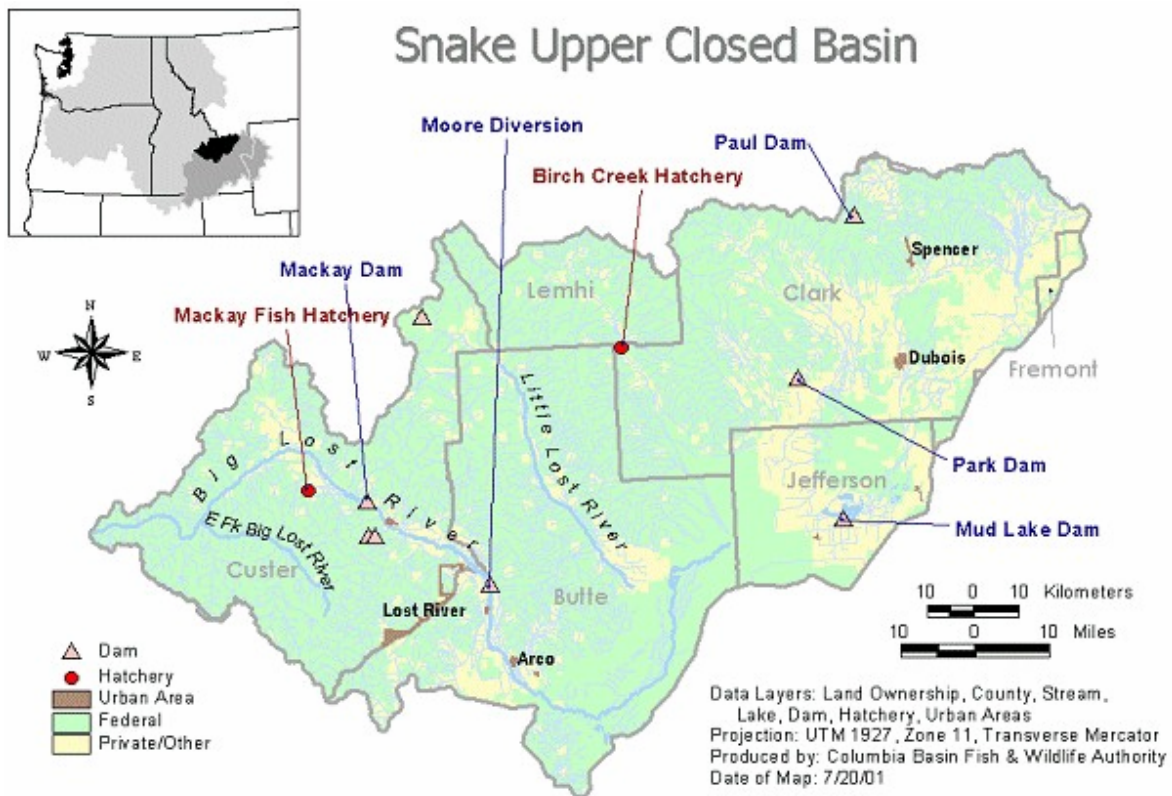 Snake Upper Closed Basin
Moore Diversion
Paul Dam
Birch Creek Hatchery
Spencer
Mackay Dam
Lemhi
Clark
N
Mackay Fish Hatchery
W E
S
Dubois
Fremont
Little Lost River
Big Lost River
Park Dam
Jefferson
E Fk Big Lost River
Mud Lake Dam
Custer
Butte
Lost River
10 0 10 Kilometers
10 0 10 Miles
Arco
Dam
Hatchery
Urban Area
Federal
Private/Other
Data Layers: Land Ownership, County, Stream,
Lake, Dam, Hatchery, Urban Areas
Projection: UTM 1927, Zone 11, Transverse Mercator
Produced by: Columbia Basin Fish & Wildlife Authority
Date of Map: 7/20/01